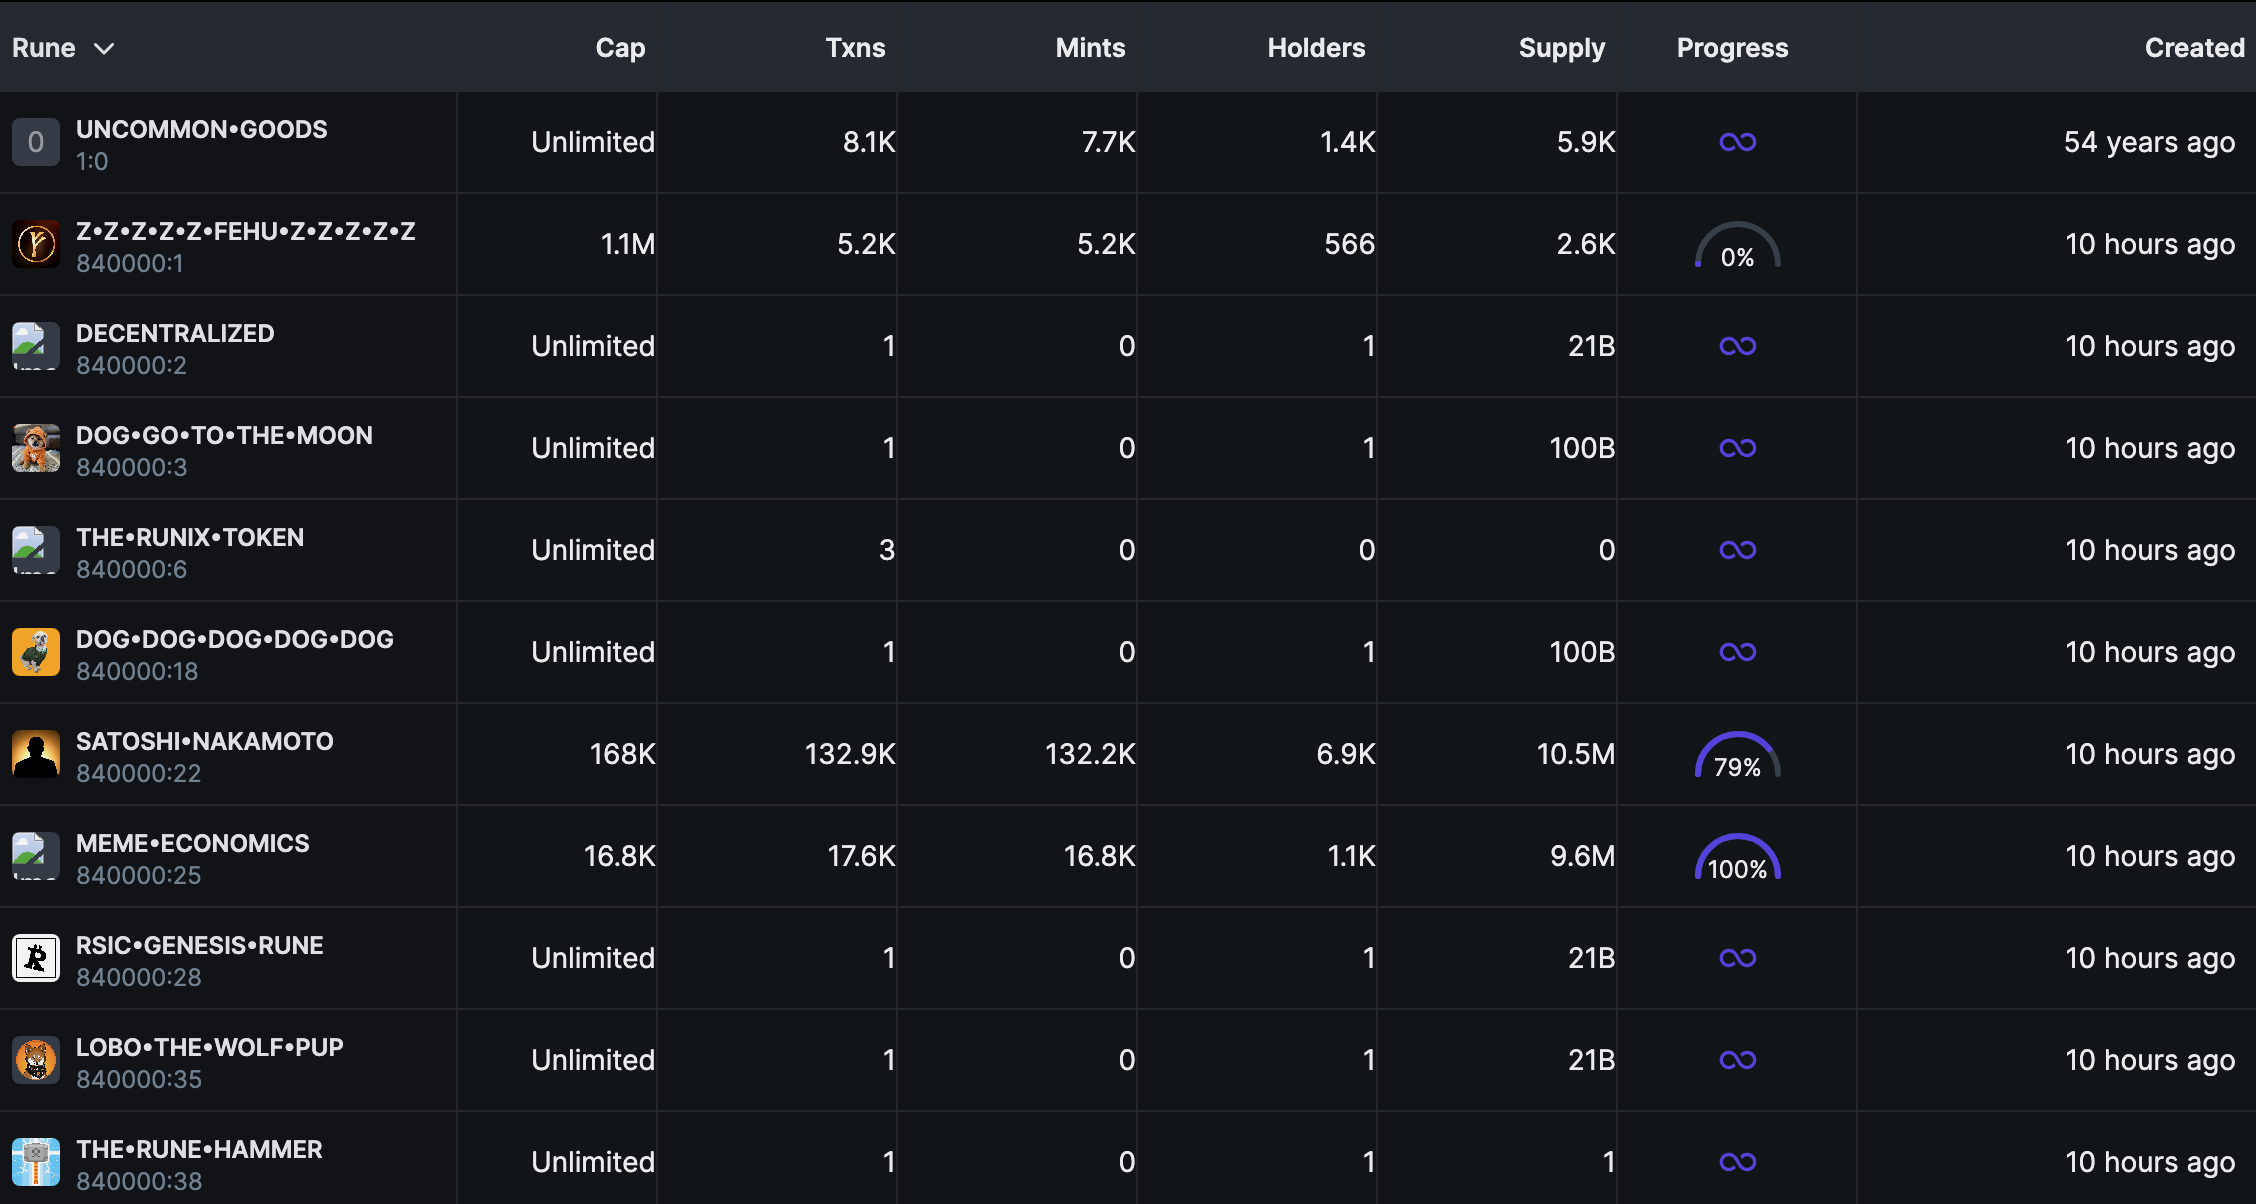 Rune Cap Txns Mints Holders Supply Progress Created
0 UNCOMMON•GOODS Unlimited 8.1K 7.7K 1.4K 5.9K 54 years ago
1:0
Z•Z•Z•Z•Z•FEHU•Z•Z•Z•Z•Z 1.1M 5.2K 5.2K 566 2.6K 0% 10 hours ago
840000:1
DECENTRALIZED Unlimited 1 0 1 21B 10 hours ago
840000:2
DOG•GO•TO•THE•MOON Unlimited 1 0 1 100B 10 hours ago
840000:3
THE•RUNIX•TOKEN Unlimited 3 0 0 0 10 hours ago
840000:6
DOG•DOG•DOG•DOG•DOG Unlimited 1 0 1 100B 10 hours ago
840000:18
SATOSHI•NAKAMOTO 168K 132.9K 132.2K 6.9K 10.5M 79% 10 hours ago
840000:22
MEME•ECONOMICS 16.8K 17.6K 16.8K 1.1K 9.6M 100% 10 hours ago
840000:25
RSIC•GENESIS•RUNE Unlimited 1 0 1 21B 10 hours ago
840000:28
LOBO•THE•WOLF•PUP Unlimited 1 0 1 21B 10 hours ago
840000:35
THE•RUNE•HAMMER Unlimited 1 0 1 1 10 hours ago
840000:38